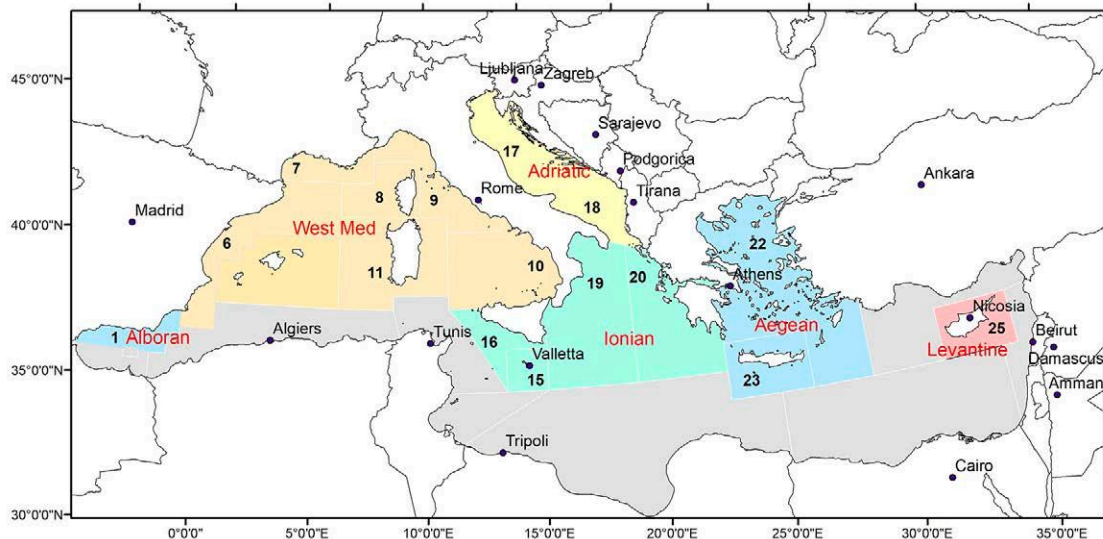 45°0'0"N
Ljubljana
Zagreb
Sarajevo
17
7
Podgorica
Adriatic
Ankara
8
9
Rome
Tirana
Madrid
18
40°0'0"N
West Med
6
22
11
10
19
20
Athens
Nicosia
1
Alboran
Algiers
Tunis
16
Ionian
Aegean
25
Beirut
Levantine
Valletta
Damascus
35°0'0"N
15
23
Amman
Tripoli
Cairo
30°0'0"N
0°0'0"E
5°0'0"E
10°0'0"E
15°0'0"E
20°0'0"E
25°0'0"E
30°0'0"E
35°0'0"E